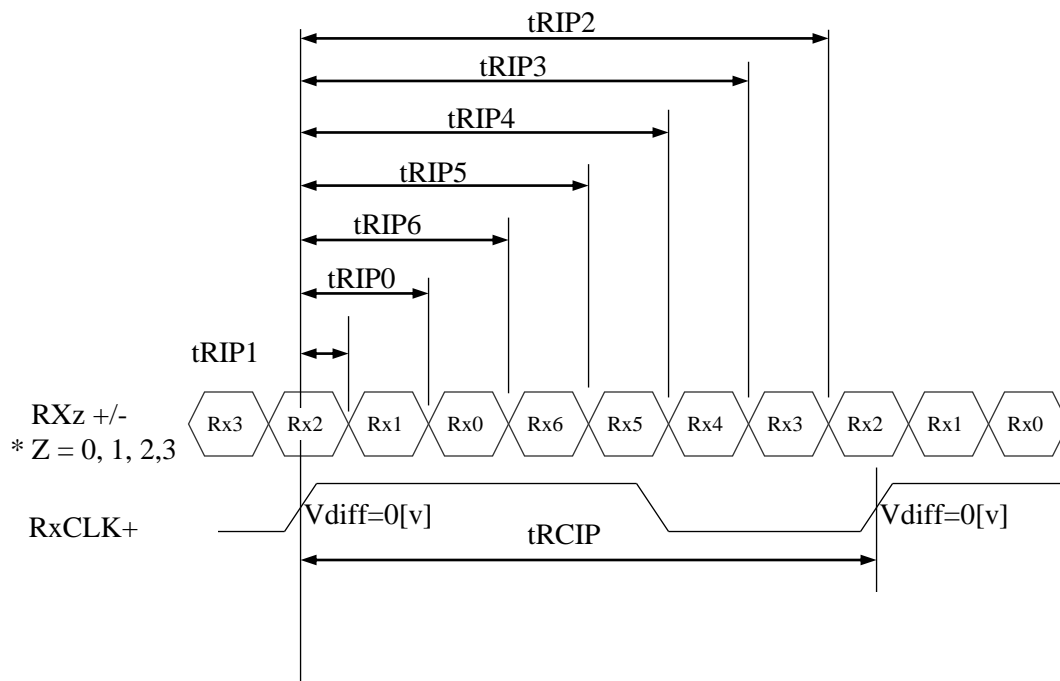 tRIP2
tRIP3
tRIP4
tRIP5
tRIP6
tRIP0
tRIP1
RXz +/-
* Z = 0, 1, 2,3
Rx3 Rx2 Rx1 Rx0 Rx6 Rx5 Rx4 Rx3 Rx2 Rx1 Rx0
RxCLK+
Vdiff=0[v] Vdiff=0[v]
tRCIP